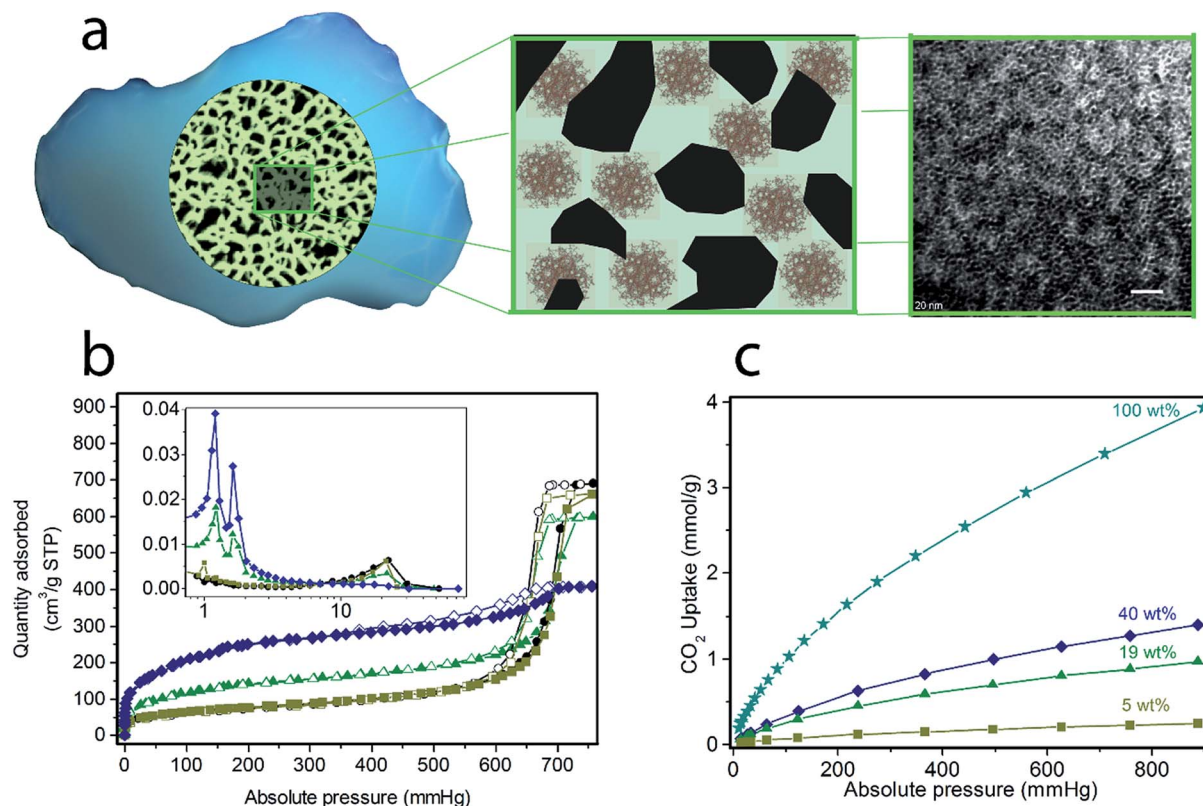 a
20 nm
b
Quantity adsorbed
(cm³/g STP)
900
800
700
600
500
400
300
200
100
0
0.04
0.03
0.02
0.01
0.00
1
10
0
100
200
300
400
500
600
700
Absolute pressure (mmHg)
c
CO₂ Uptake (mmol/g)
4
3
2
1
0
100 wt%
40 wt%
19 wt%
5 wt%
0
200
400
600
800
Absolute pressure (mmHg)